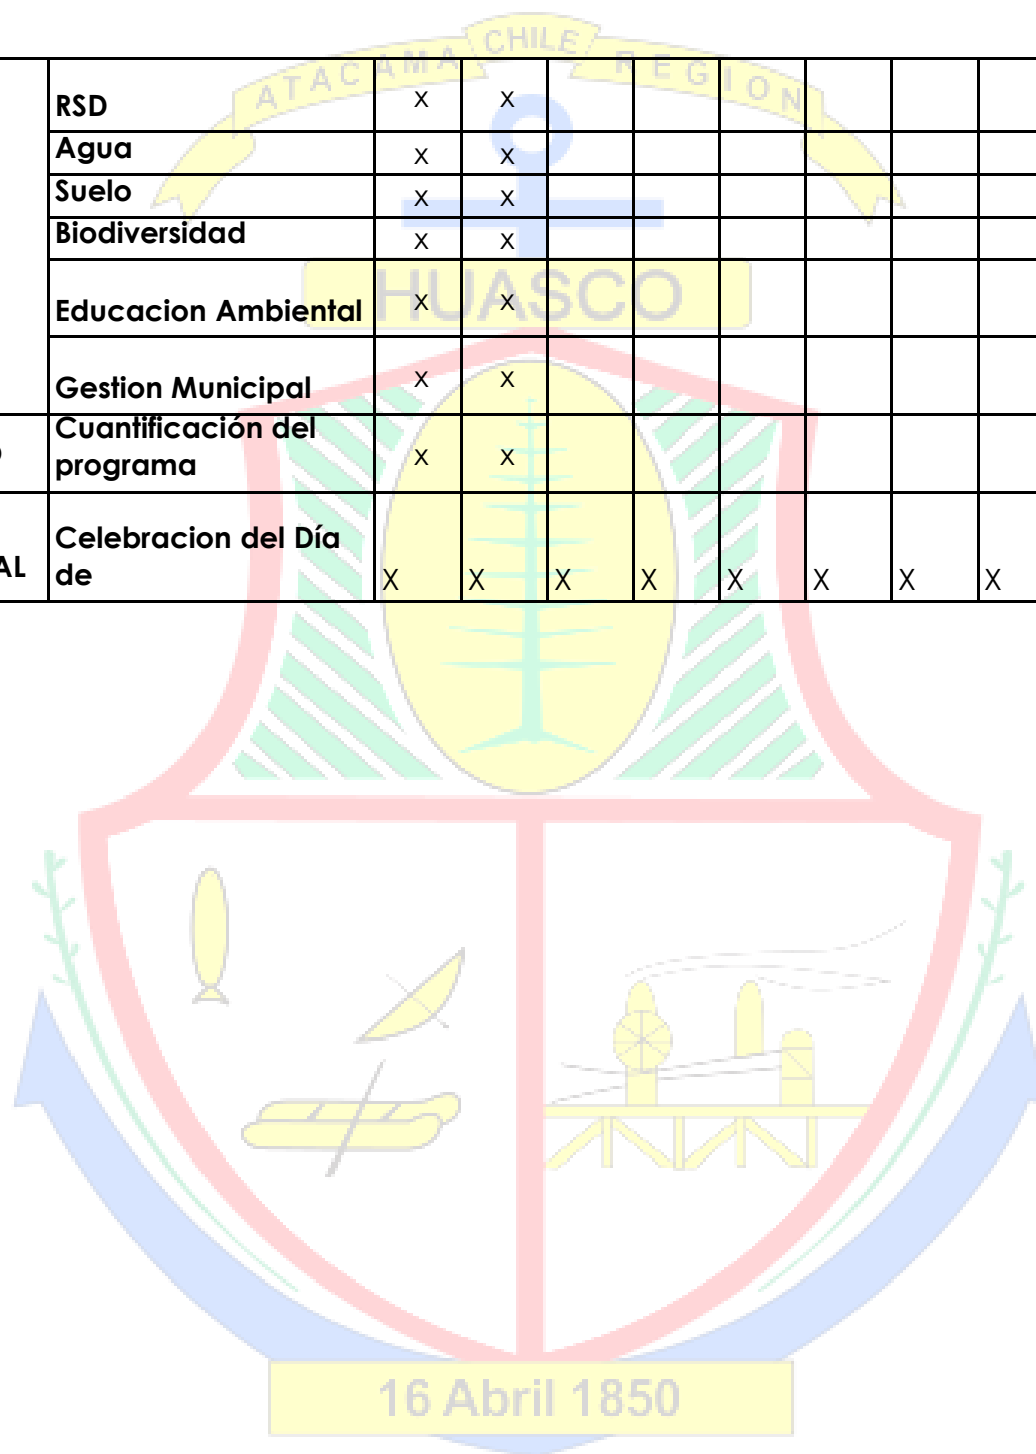 ATACAMA CHILE REGION
RSD x x
Agua x x
Suelo x x
Biodiversidad x x
HUASCO
Educacion Ambiental x x
Gestion Municipal x x
Cuantificación del
programa x x
Celebracion del Día
AL de X X X X X X X X
16 Abril 1850